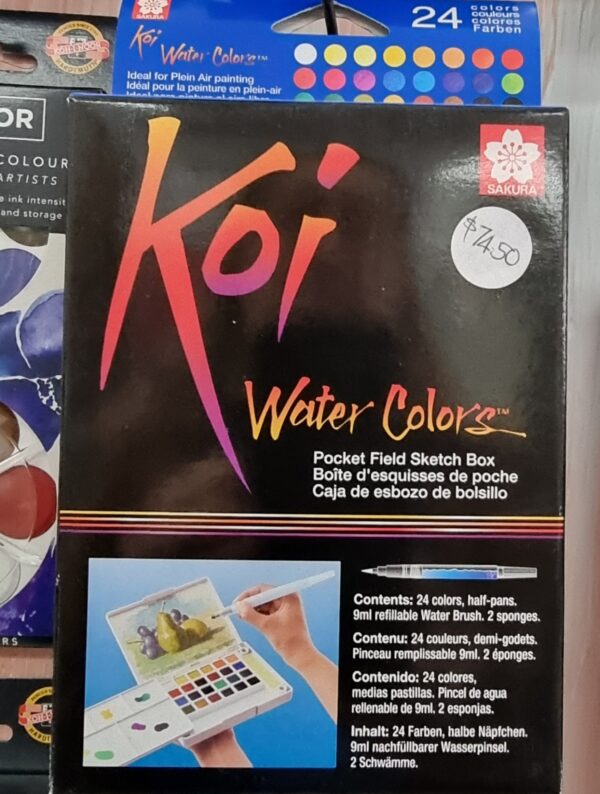 24 colors
couleurs
colores
Farben
SAKURA
Koi Water Colors™
Ideal for Plein Air painting
Idéal pour la peinture en plein-air
KOH-I-NOOR
OR
COLOUR
ARTISTS
e ink intensit
and storage
RS
Koi
SAKURA
$74.50
Water Colors™
Pocket Field Sketch Box
Boîte d'esquisses de poche
Caja de esbozo de bolsillo
Contents: 24 colors, half-pans.
9ml refillable Water Brush. 2 sponges.
Contenu: 24 couleurs, demi-godets.
Pinceau remplissable 9ml. 2 éponges.
Contenido: 24 colores,
medias pastillas. Pincel de agua
rellenable de 9ml. 2 esponjas.
Inhalt: 24 Farben, halbe Näpfchen.
9ml nachfüllbarer Wasserpinsel.
2 Schwämme.